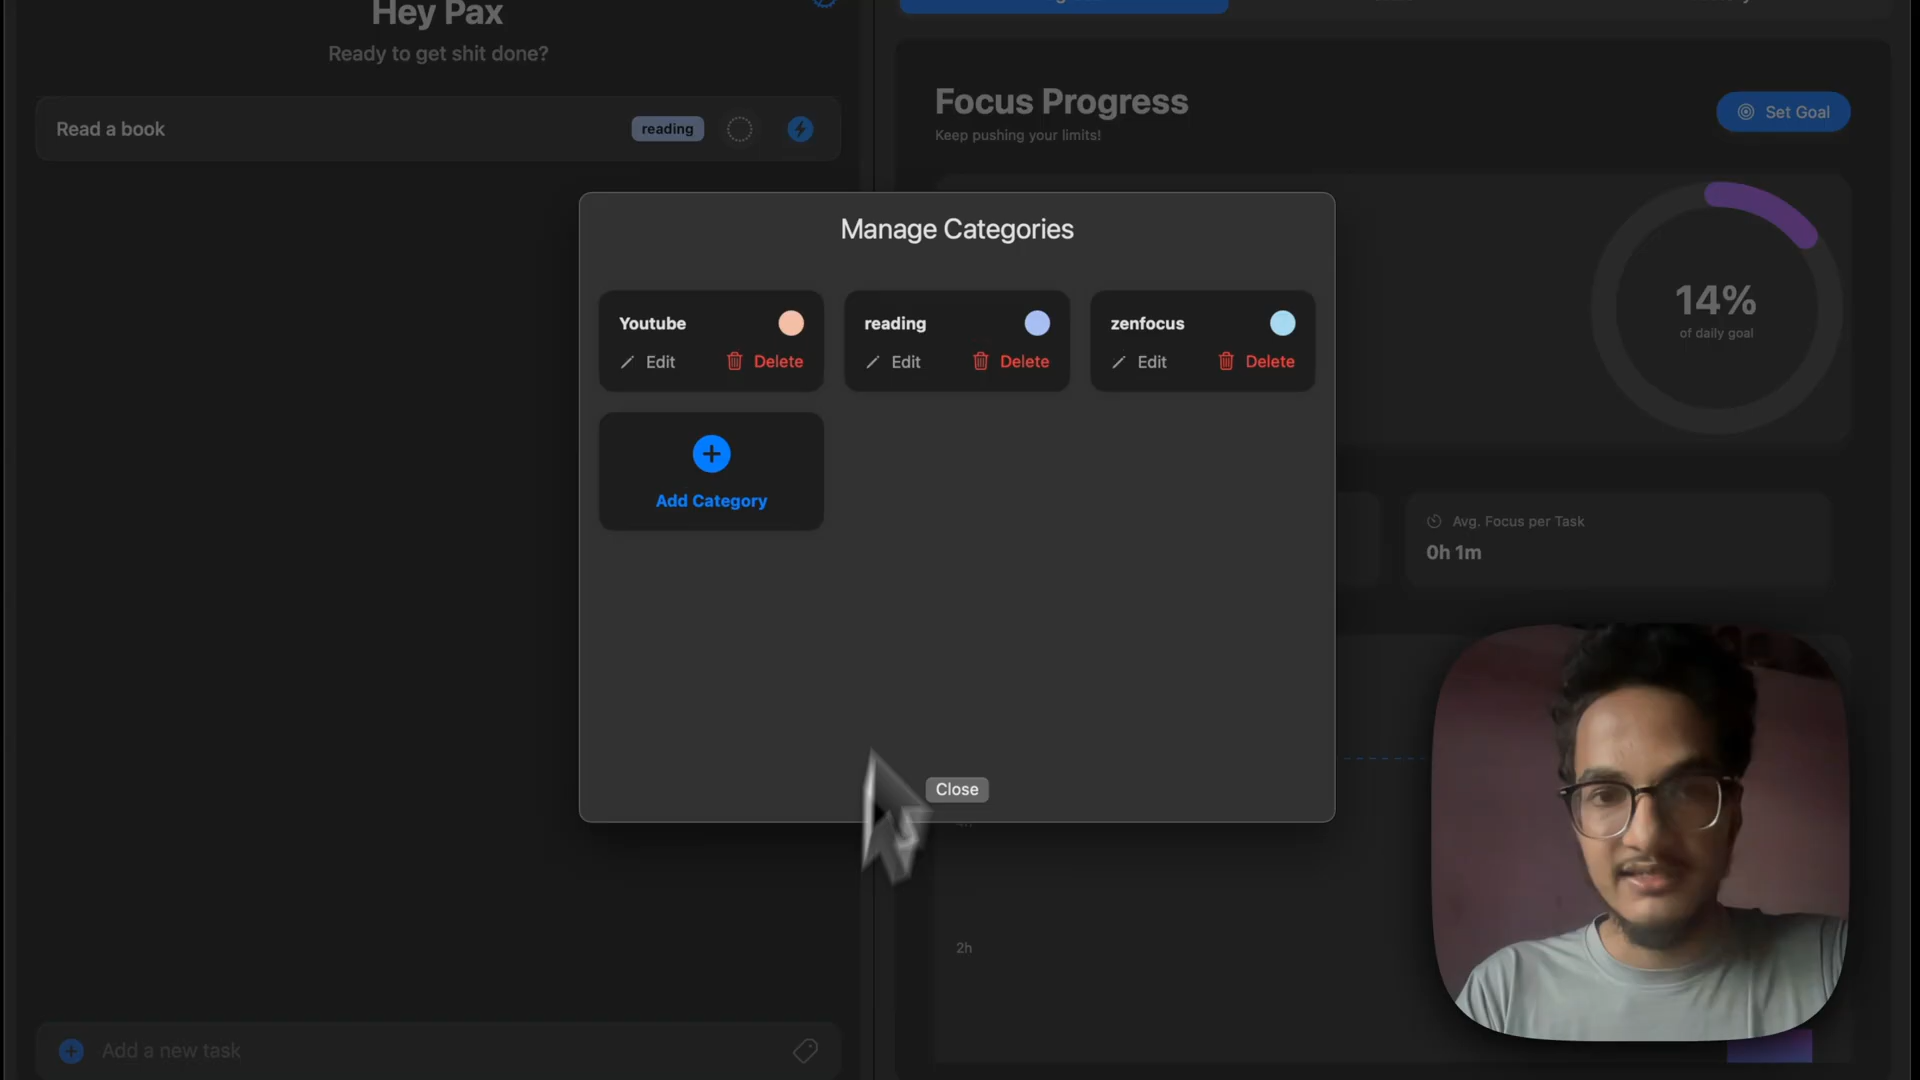 Hey Pax
Ready to get shit done?
Read a book
reading
Focus Progress
Keep pushing your limits!
Set Goal
Manage Categories
Youtube
Edit
Delete
reading
Edit
Delete
zenfocus
Edit
Delete
Add Category
Close
14%
of daily goal
Avg. Focus per Task
0h 1m
2h
Add a new task